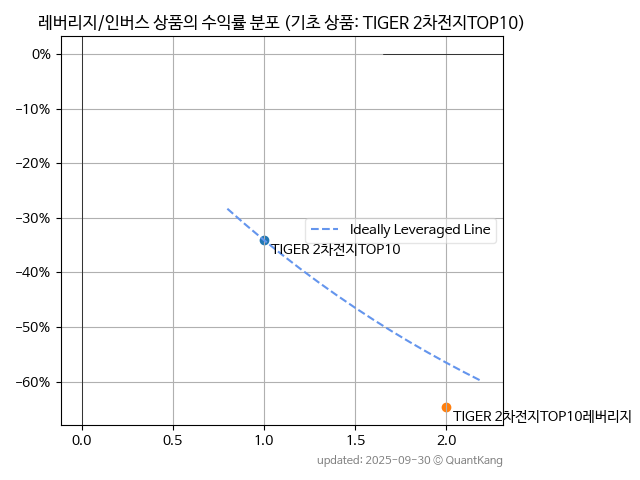 레버리지/인버스 상품의 수익률 분포 (기초 상품: TIGER 2차전지TOP10)
0%
−10%
−20%
−30%
−40%
−50%
−60%
Ideally Leveraged Line
TIGER 2차전지TOP10
TIGER 2차전지TOP10레버리지
0.0 0.5 1.0 1.5 2.0
updated: 2025-09-30 © QuantKang